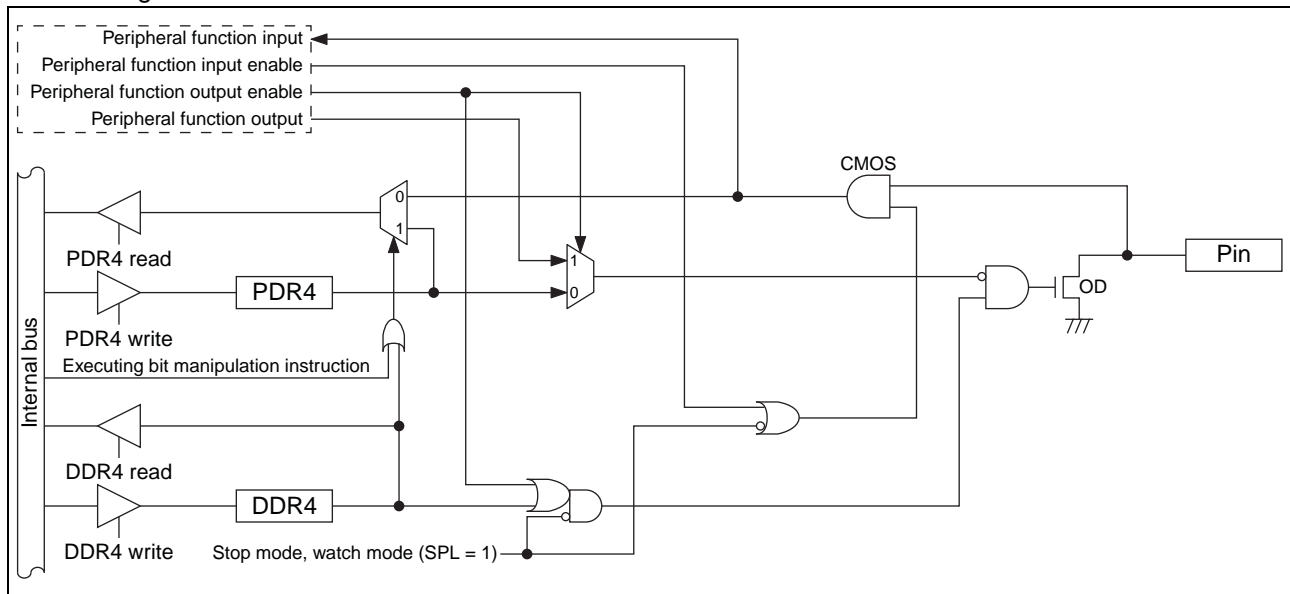 Peripheral function input
Peripheral function input enable
Peripheral function output enable
Peripheral function output
CMOS
0
1
PDR4 read
1
Pin
PDR4
0
OD
PDR4 write
Executing bit manipulation instruction
Internal bus
DDR4 read
DDR4
DDR4 write
Stop mode, watch mode (SPL = 1)